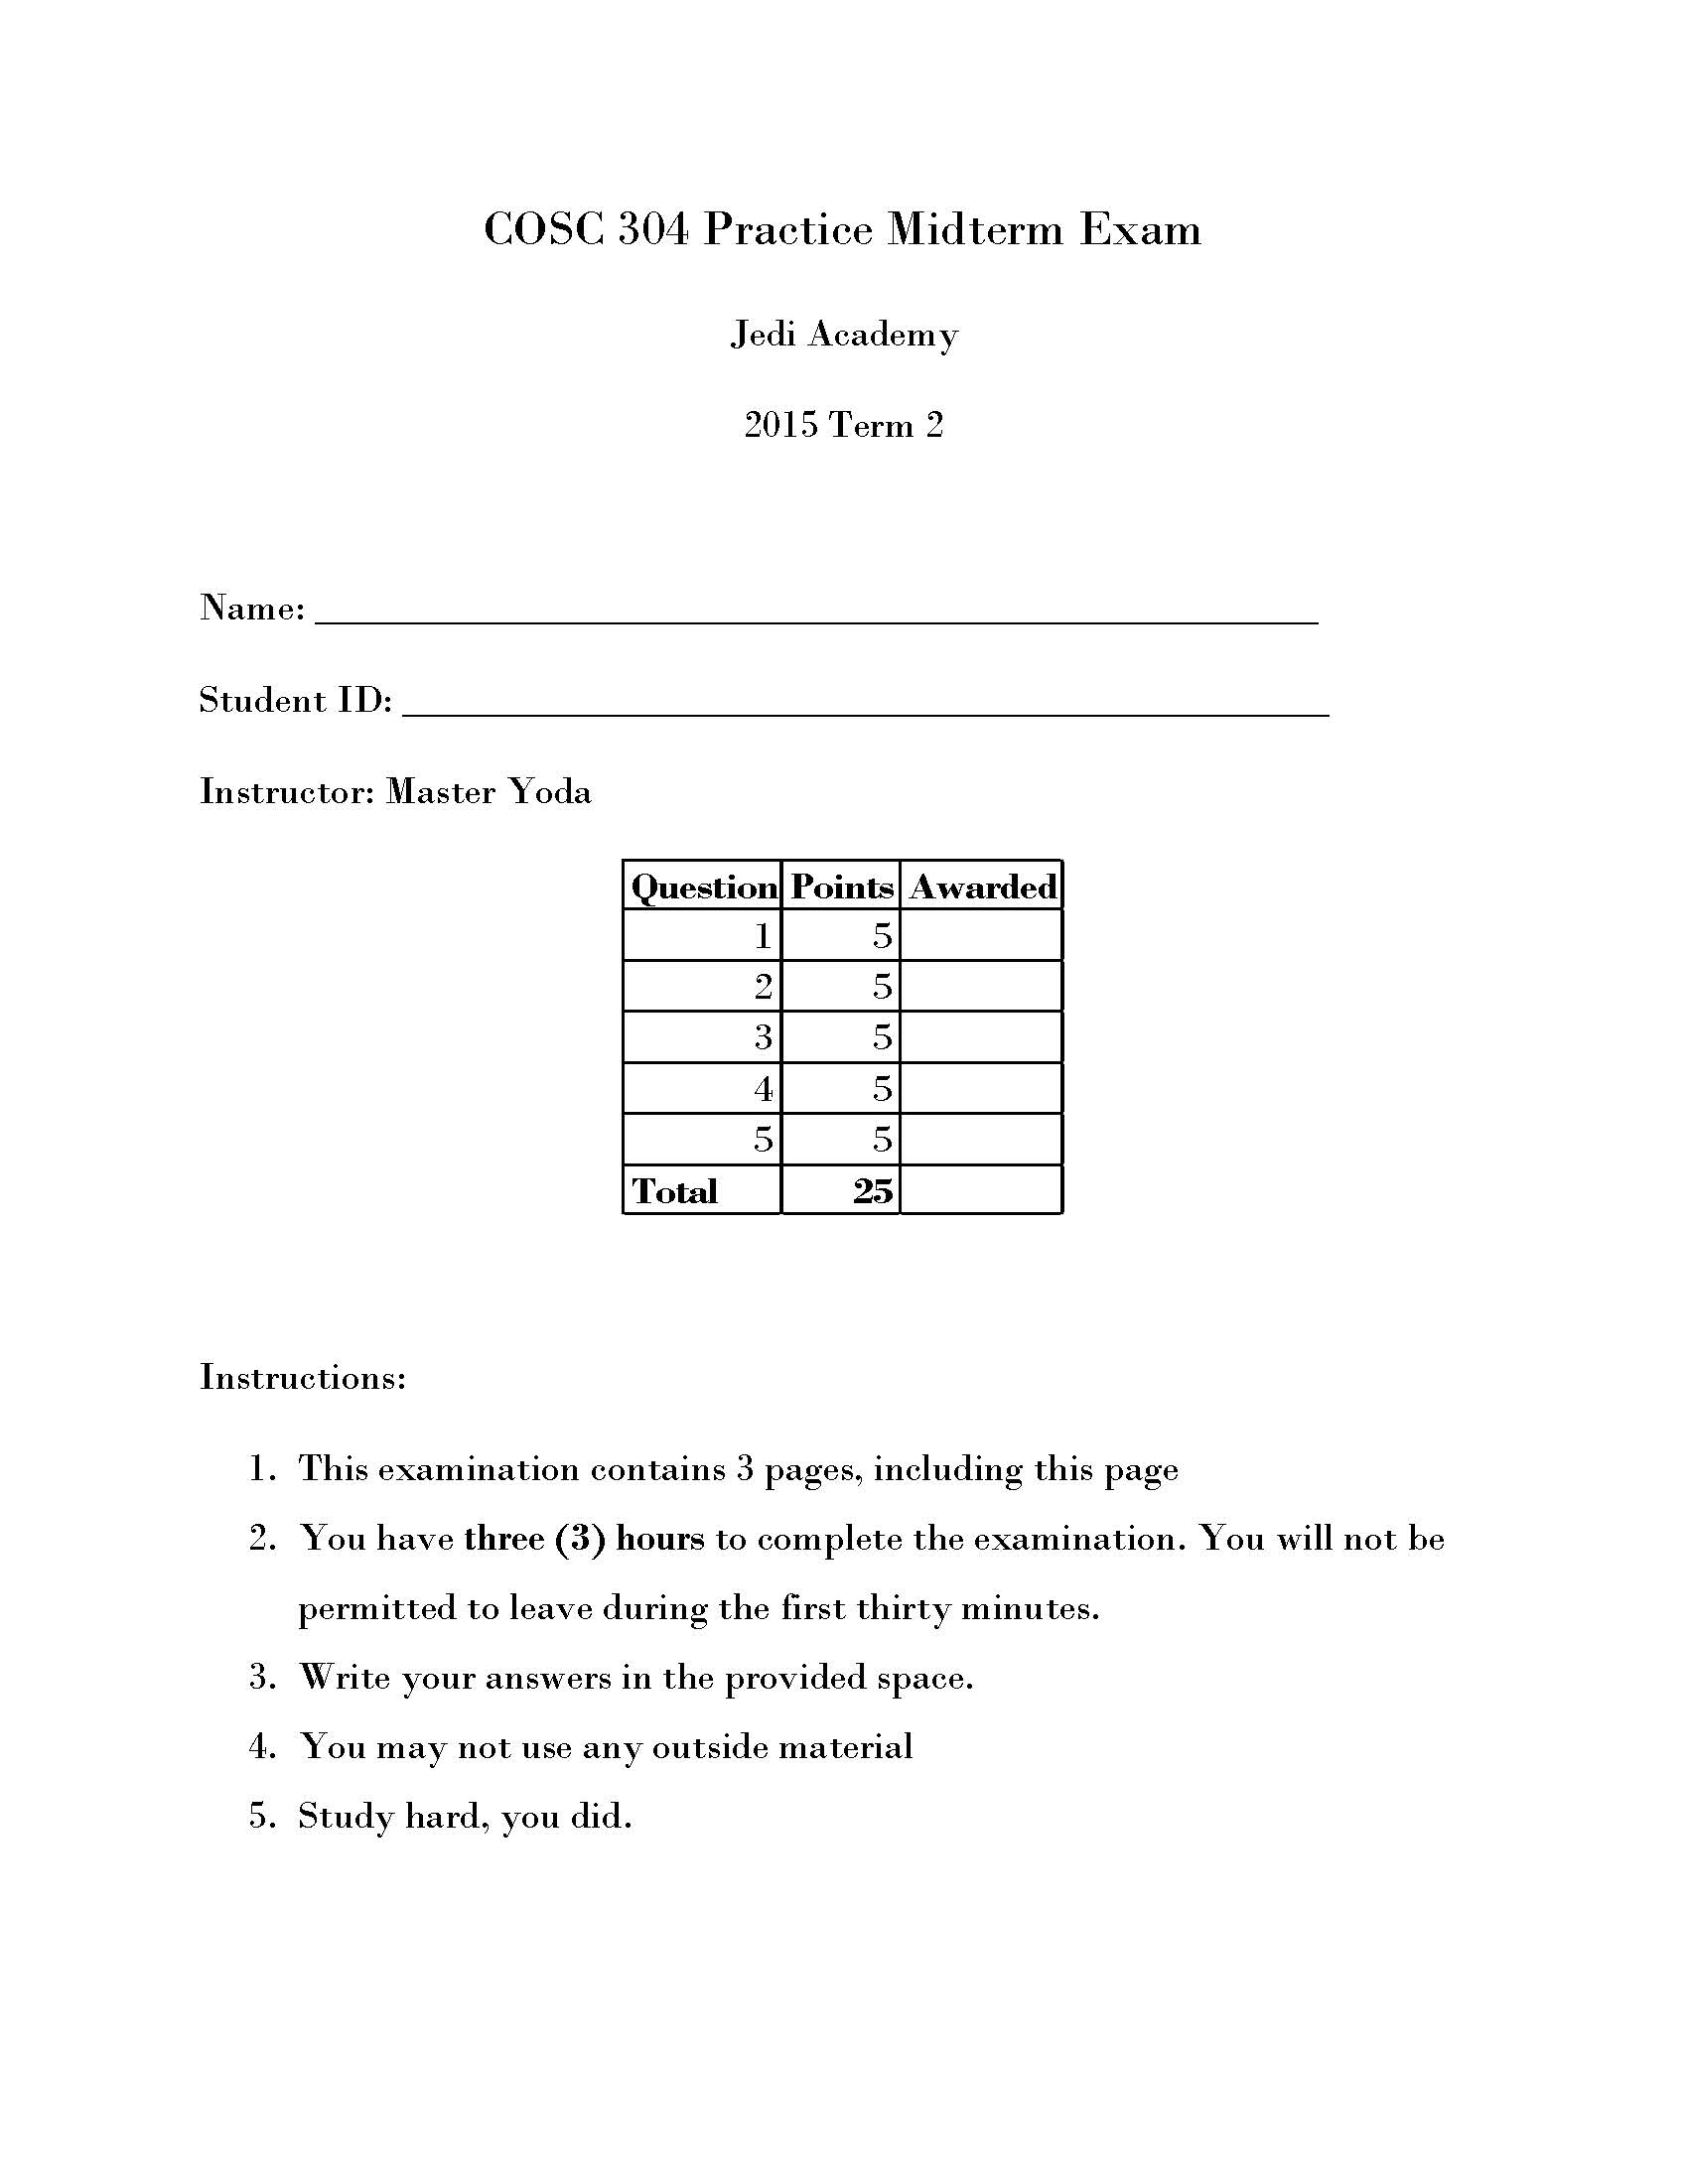 COSC 304 Practice Midterm Exam
Jedi Academy
2015 Term 2
Name:
Student ID:
Instructor: Master Yoda
Question Points Awarded
1 5
2 5
3 5
4 5
5 5
Total 25
Instructions:
1. This examination contains 3 pages, including this page
2. You have three (3) hours to complete the examination. You will not be
permitted to leave during the first thirty minutes.
3. Write your answers in the provided space.
4. You may not use any outside material
5. Study hard, you did.